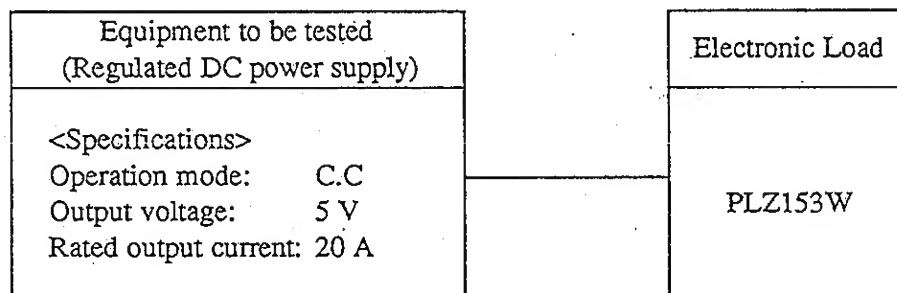 Equipment to be tested
(Regulated DC power supply)
<Specifications>
Operation mode: C.C
Output voltage: 5 V
Rated output current: 20 A
Electronic Load
PLZ153W